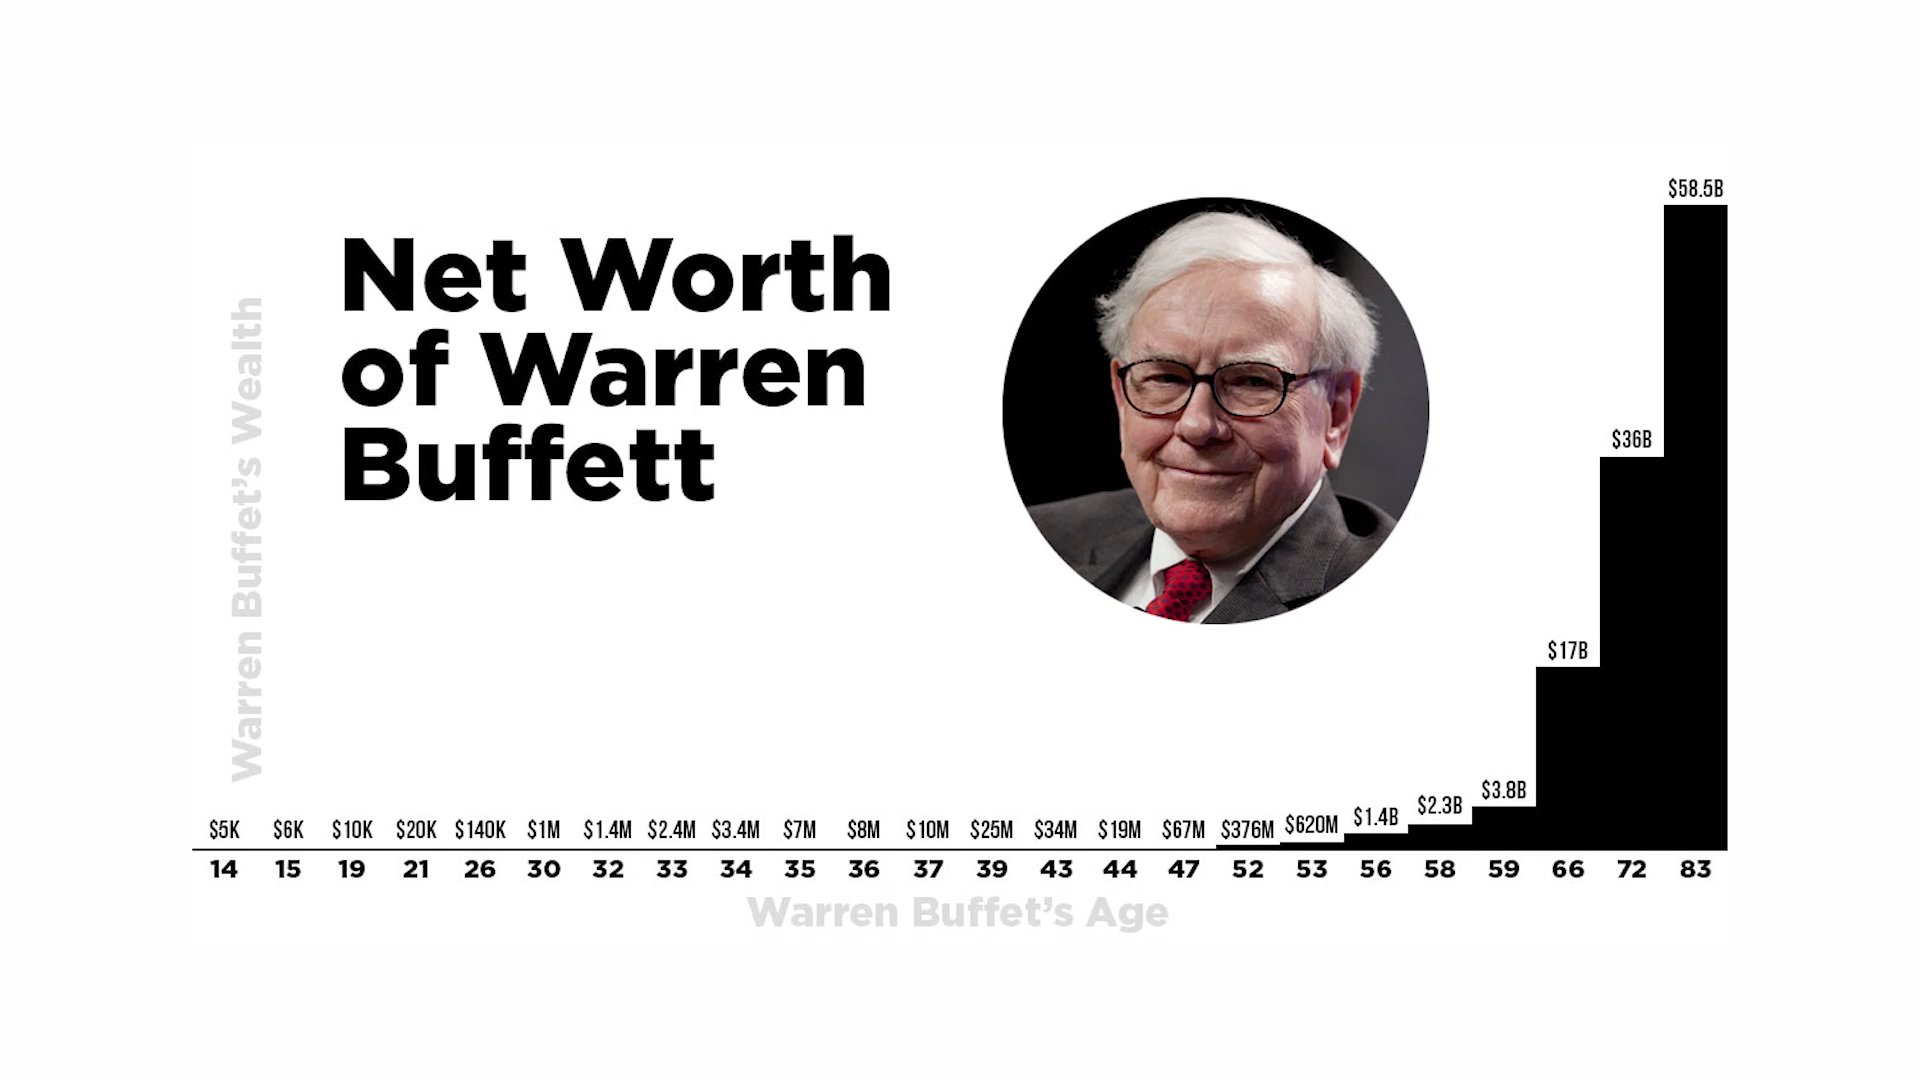 Net Worth
of Warren
Buffett
Warren Buffet's Wealth
$5K $6K $10K $20K $140K $1M $1.4M $2.4M $3.4M $7M $8M $10M $25M $34M $19M $67M $376M $620M $1.4B $2.3B $3.8B $17B $36B $58.5B
14 15 19 21 26 30 32 33 34 35 36 37 39 43 44 47 52 53 56 58 59 66 72 83
Warren Buffet's Age